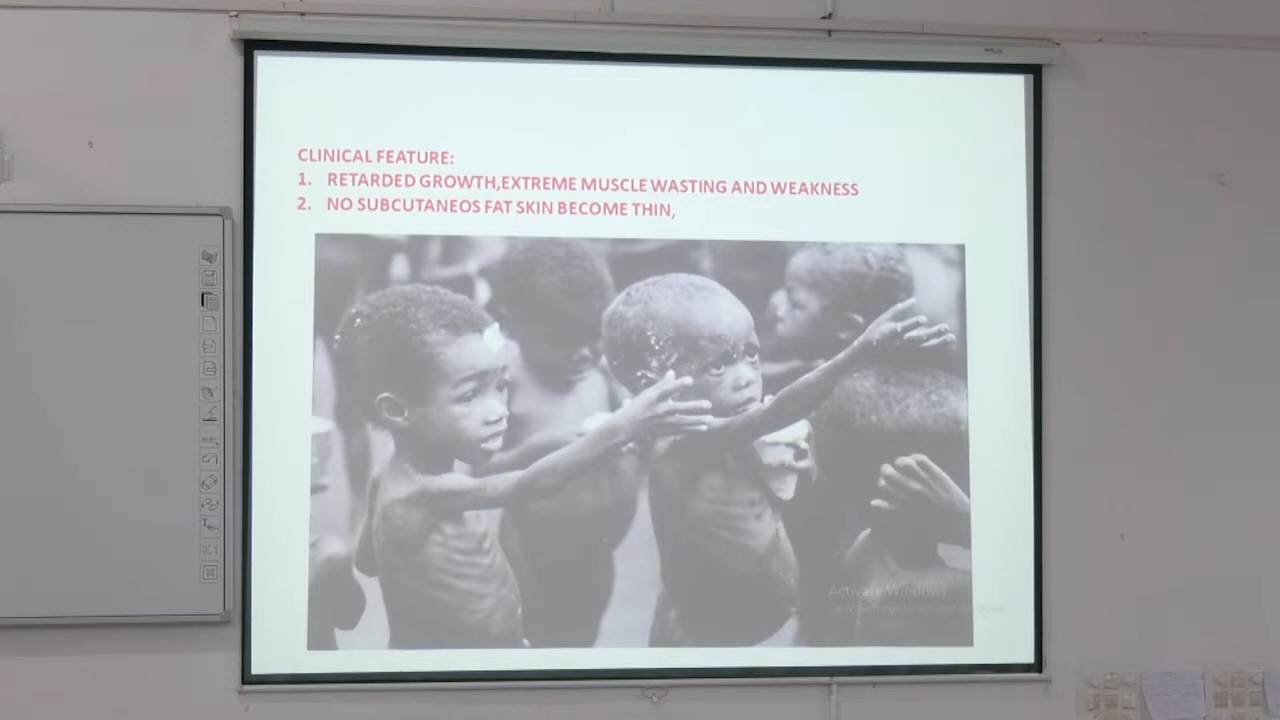 CLINICAL FEATURE:
1. RETARDED GROWTH,EXTREME MUSCLE WASTING AND WEAKNESS
2. NO SUBCUTANEOS FAT SKIN BECOME THIN,
Activate Windows